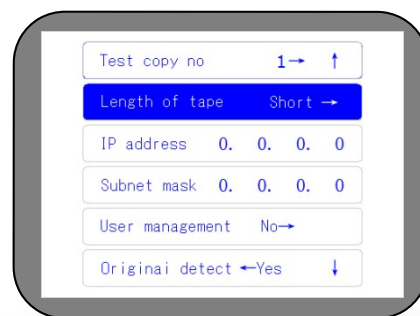 Test copy no 1→ ↑
Length of tape Short →
IP address 0. 0. 0. 0
Subnet mask 0. 0. 0. 0
User management No→
Originai detect ←Yes ↓